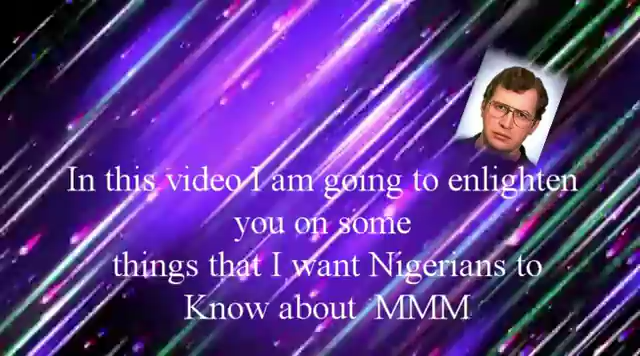 In this video I am going to enlighten
you on some
things that I want Nigerians to
Know about MMM